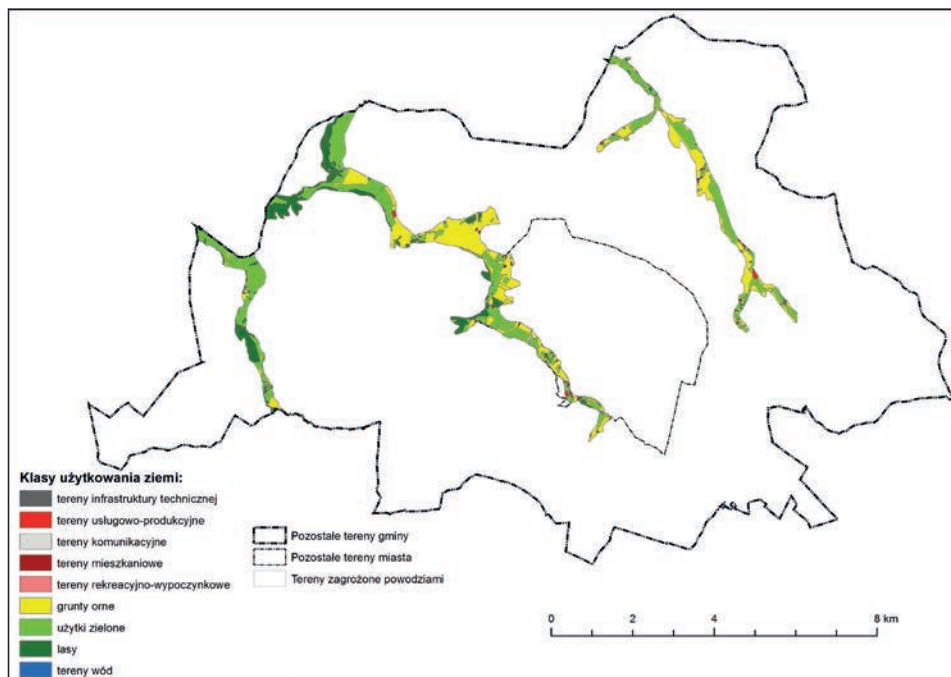 Klasy użytkowania ziemi:
tereny infrastruktury technicznej
tereny usługowo-produkcyjne
tereny komunikacyjne
tereny mieszkaniowe
tereny rekreacyjno-wypoczynkowe
grunty orne
użytki zielone
lasy
tereny wód
Pozostałe tereny gminy
Pozostałe tereny miasta
Tereny zagrożone powodziami
0 2 4 8 km